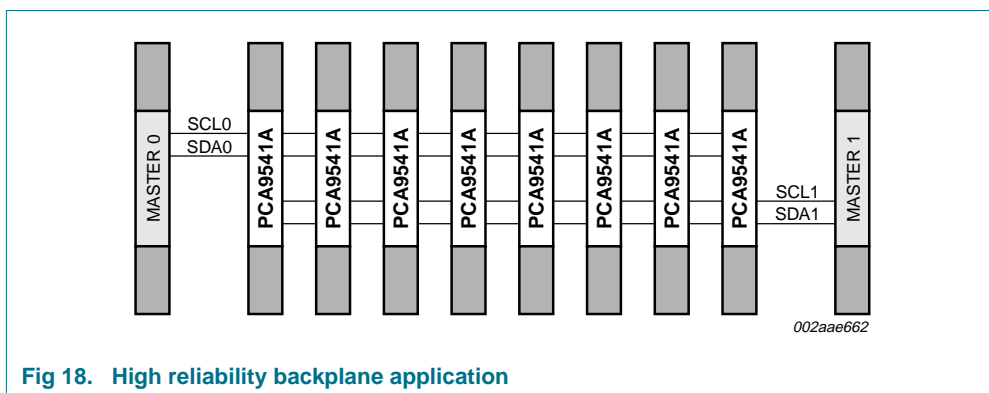 MASTER 0
SCL0
SDA0
PCA9541A
PCA9541A
PCA9541A
PCA9541A
PCA9541A
PCA9541A
PCA9541A
PCA9541A
SCL1
SDA1
MASTER 1
002aae662
Fig 18. High reliability backplane application